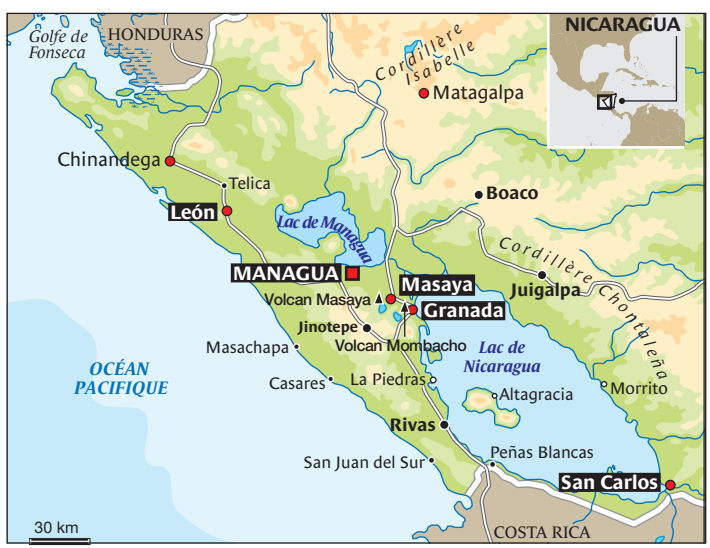 NICARAGUA
Golfe de
Fonseca
HONDURAS
Cordillère
Isabelle
Matagalpa
Chinandega
Telica
León
Boaco
Lac de Managua
Cordillère Chontaleña
MANAGUA
Masaya
Juigalpa
Volcan Masaya
Granada
Jinotepe
Volcan Mombacho
Masachapa
Lac de
Nicaragua
OCÉAN
PACIFIQUE
Casares
La Piedras
Altagracia
Morrito
Rivas
San Juan del Sur
Peñas Blancas
San Carlos
30 km
COSTA RICA